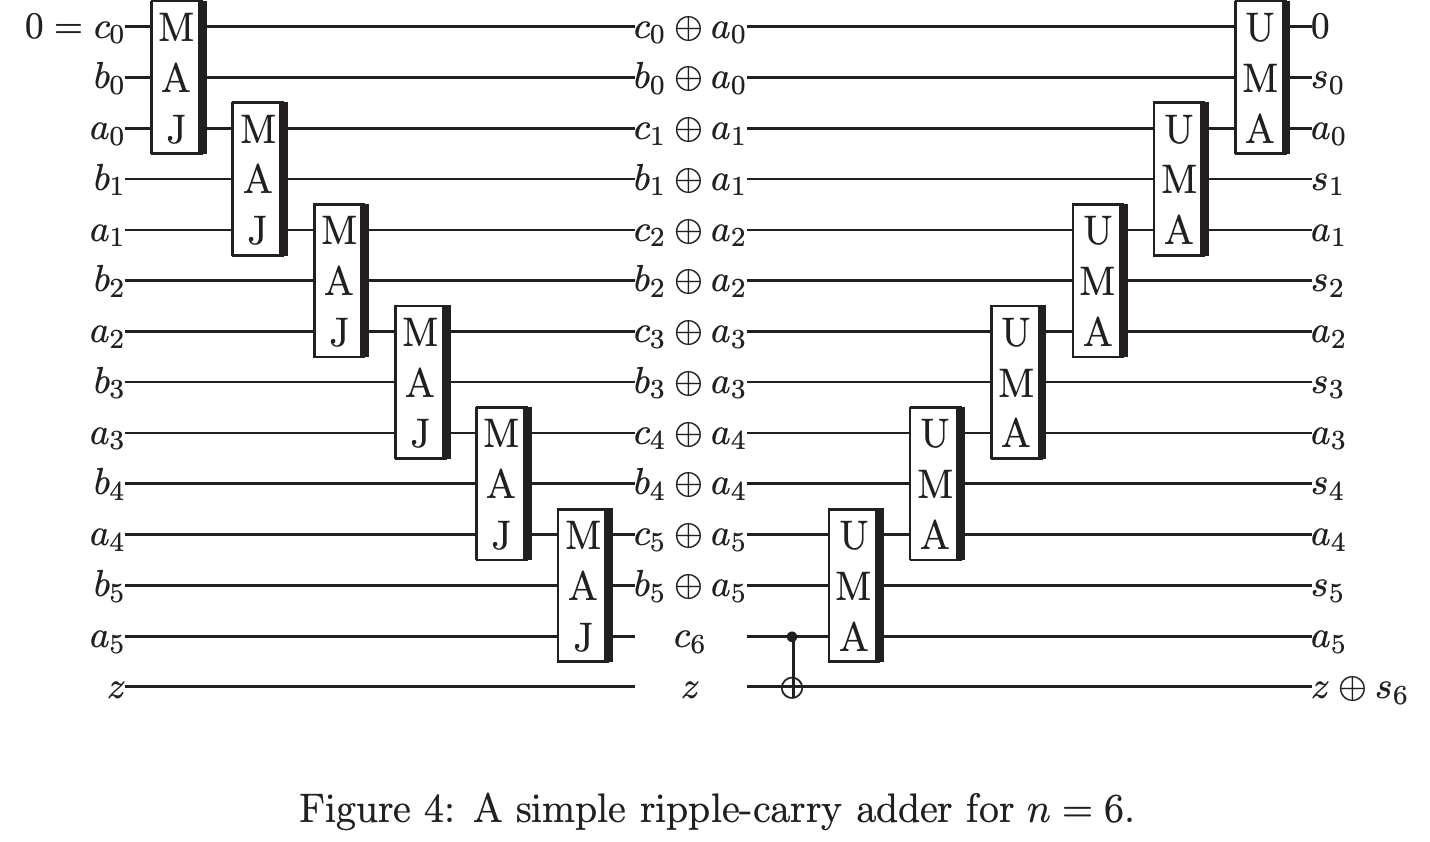 0 = c₀ M c₀ ⊕ a₀ U 0
b₀ A b₀ ⊕ a₀ M s₀
a₀ J M c₁ ⊕ a₁ U A a₀
b₁ A b₁ ⊕ a₁ M s₁
a₁ J M c₂ ⊕ a₂ U A a₁
b₂ A b₂ ⊕ a₂ M s₂
a₂ J M c₃ ⊕ a₃ U A a₂
b₃ A b₃ ⊕ a₃ M s₃
a₃ J M c₄ ⊕ a₄ U A a₃
b₄ A b₄ ⊕ a₄ M s₄
a₄ J M c₅ ⊕ a₅ U A a₄
b₅ A b₅ ⊕ a₅ M s₅
a₅ J c₆ A a₅
z z z ⊕ s₆
Figure 4: A simple ripple-carry adder for n = 6.